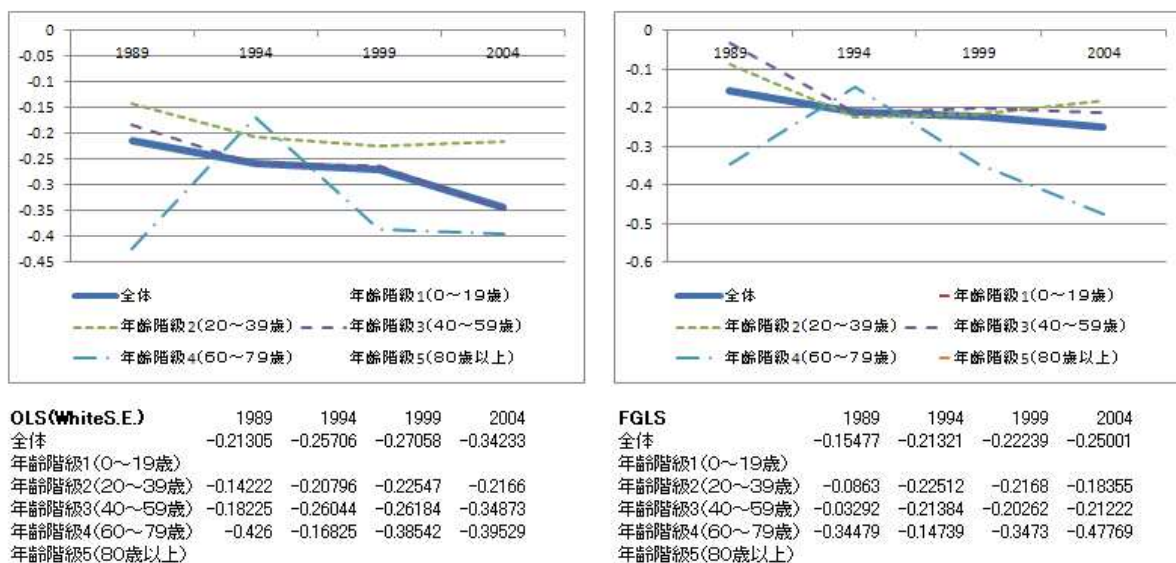 0
-0.05
-0.1
-0.15
-0.2
-0.25
-0.3
-0.35
-0.4
-0.45
1989 1994 1999 2004
全体 年齢階級1(0～19歳)
年齢階級2(20～39歳) 年齢階級3(40～59歳)
年齢階級4(60～79歳) 年齢階級5(80歳以上)
0
-0.1
-0.2
-0.3
-0.4
-0.5
-0.6
1989 1994 1999 2004
全体 年齢階級1(0～19歳)
年齢階級2(20～39歳) 年齢階級3(40～59歳)
年齢階級4(60～79歳) 年齢階級5(80歳以上)
OLS(WhiteS.E.) 1989 1994 1999 2004
全体 -0.21305 -0.25706 -0.27058 -0.34233
年齢階級1(0～19歳)
年齢階級2(20～39歳) -0.14222 -0.20796 -0.22547 -0.2166
年齢階級3(40～59歳) -0.18225 -0.26044 -0.26184 -0.34873
年齢階級4(60～79歳) -0.426 -0.16825 -0.38542 -0.39529
年齢階級5(80歳以上)
FGLS 1989 1994 1999 2004
全体 -0.15477 -0.21321 -0.22239 -0.25001
年齢階級1(0～19歳)
年齢階級2(20～39歳) -0.0863 -0.22512 -0.2168 -0.18355
年齢階級3(40～59歳) -0.03292 -0.21384 -0.20262 -0.21222
年齢階級4(60～79歳) -0.34479 -0.14739 -0.3473 -0.47769
年齢階級5(80歳以上)